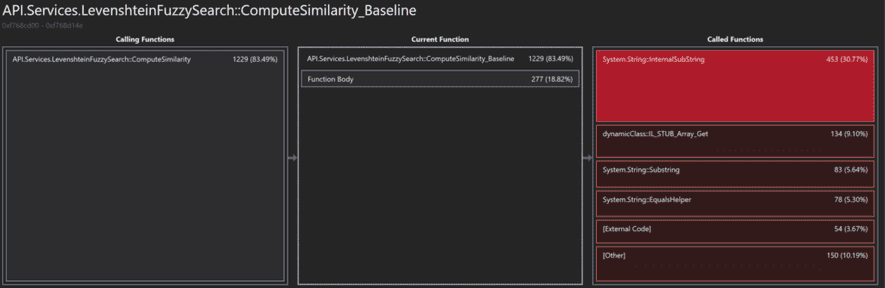 API.Services.LevenshteinFuzzySearch::ComputeSimilarity_Baseline
Calling Functions
API.Services.LevenshteinFuzzySearch::ComputeSimilarity 1229 (83.49%)
Current Function
API.Services.LevenshteinFuzzySearch::ComputeSimilarity_Baseline 1229 (83.49%)
Function Body 277 (18.82%)
Called Functions
System.String::InternalSubString 453 (30.77%)
dynamicClass::IL_STUB_Array_Get 134 (9.10%)
System.String::Substring 83 (5.64%)
System.String::EqualsHelper 78 (5.30%)
[External Code] 54 (3.67%)
[Other] 150 (10.19%)